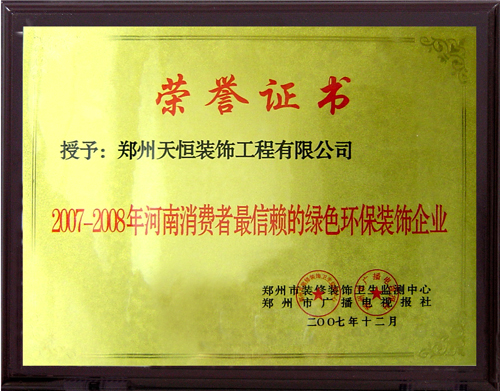 荣誉证书
授予：郑州天恒装饰工程有限公司
2007-2008年河南消费者最信赖的绿色环保装饰企业
郑州市装修装饰卫生监测中心
郑州市广播电视报社
二〇〇七年十二月